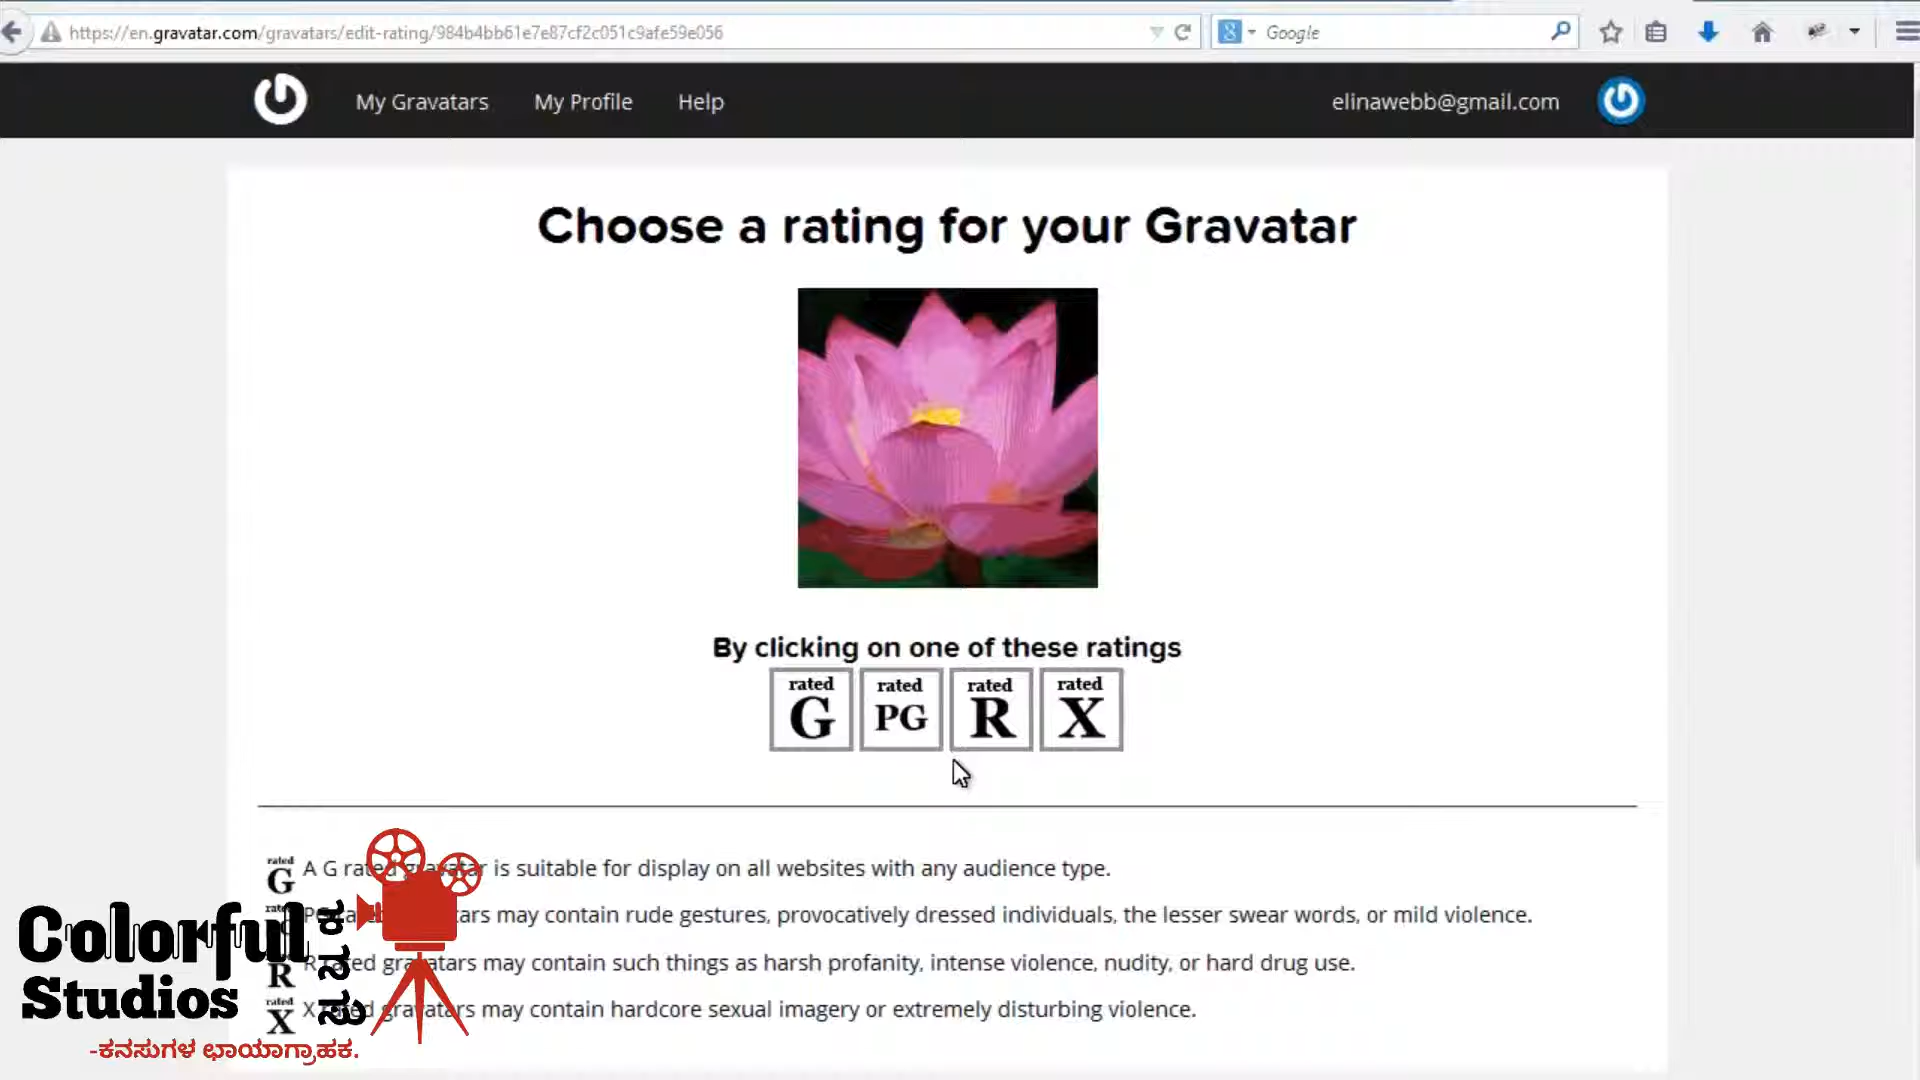 https://en.gravatar.com/gravatars/edit-rating/984b4bb61e7e87cf2c051c9afe59e056
Google
My Gravatars
My Profile
Help
elinawebb@gmail.com
Choose a rating for your Gravatar
By clicking on one of these ratings
rated G
rated PG
rated R
rated X
rated G A G rated gravatar is suitable for display on all websites with any audience type.
may contain rude gestures, provocatively dressed individuals, the lesser swear words, or mild violence.
R rated gravatars may contain such things as harsh profanity, intense violence, nudity, or hard drug use.
rated X X rated gravatars may contain hardcore sexual imagery or extremely disturbing violence.
Colorful
Studios
-ಕನಸುಗಳ ಛಾಯಾಗ್ರಾಹಕ.